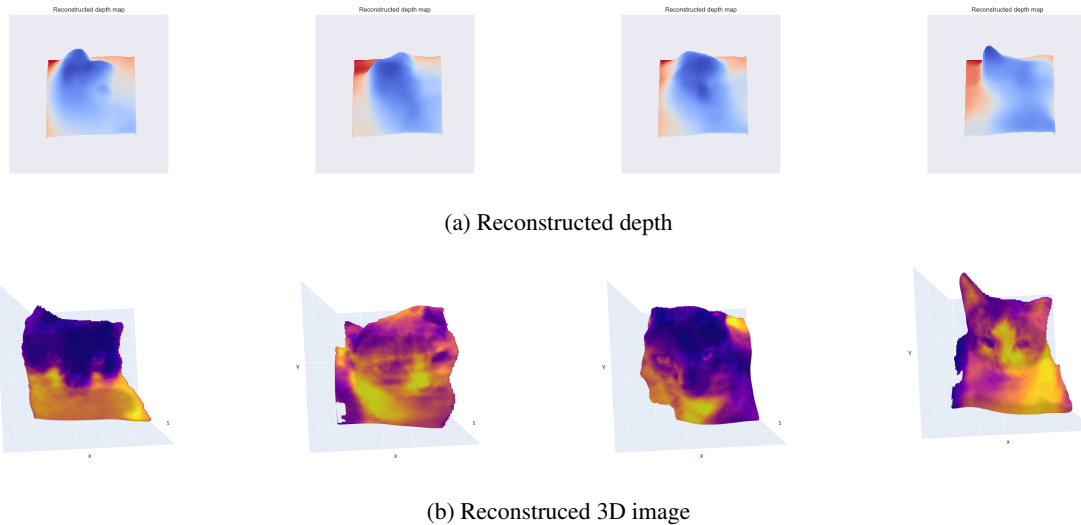 Reconstructed depth map Reconstructed depth map Reconstructed depth map Reconstructed depth map
(a) Reconstructed depth
Y Y Y
z z z z
x x x x
(b) Reconstruced 3D image